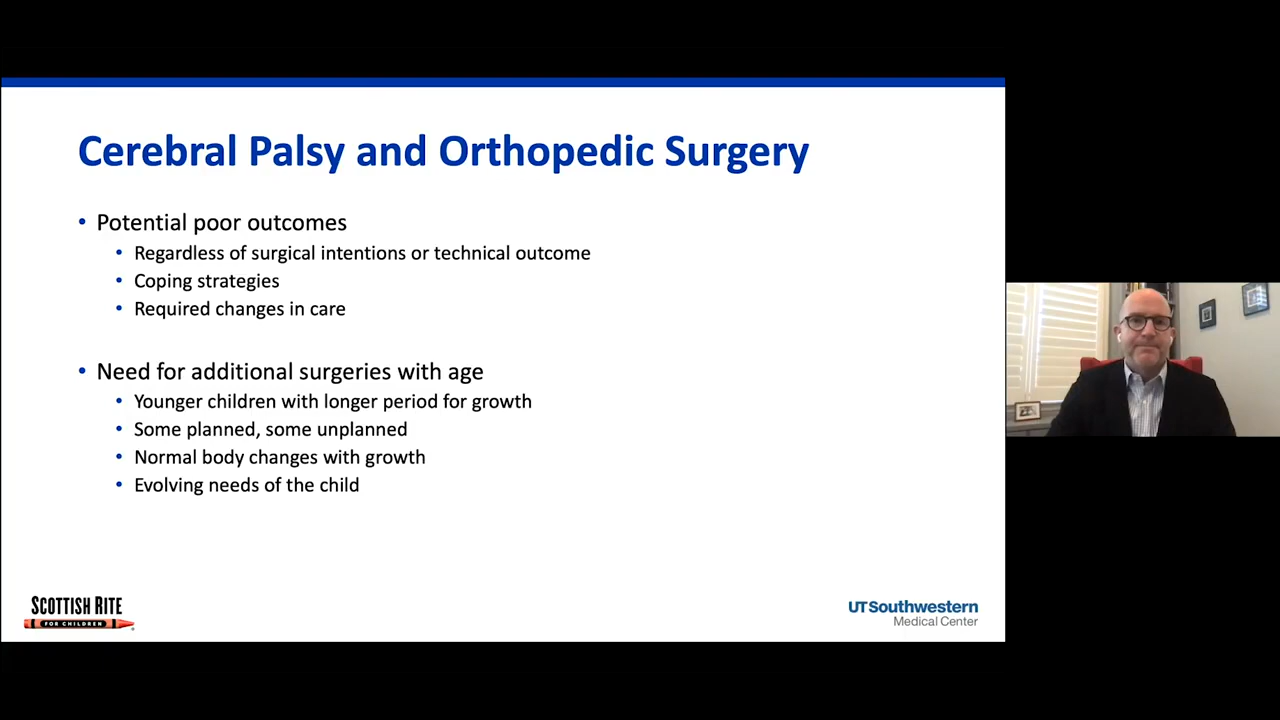 Cerebral Palsy and Orthopedic Surgery
• Potential poor outcomes
• Regardless of surgical intentions or technical outcome
• Coping strategies
• Required changes in care
• Need for additional surgeries with age
• Younger children with longer period for growth
• Some planned, some unplanned
• Normal body changes with growth
• Evolving needs of the child
SCOTTISH RITE
FOR CHILDREN
UTSouthwestern
Medical Center